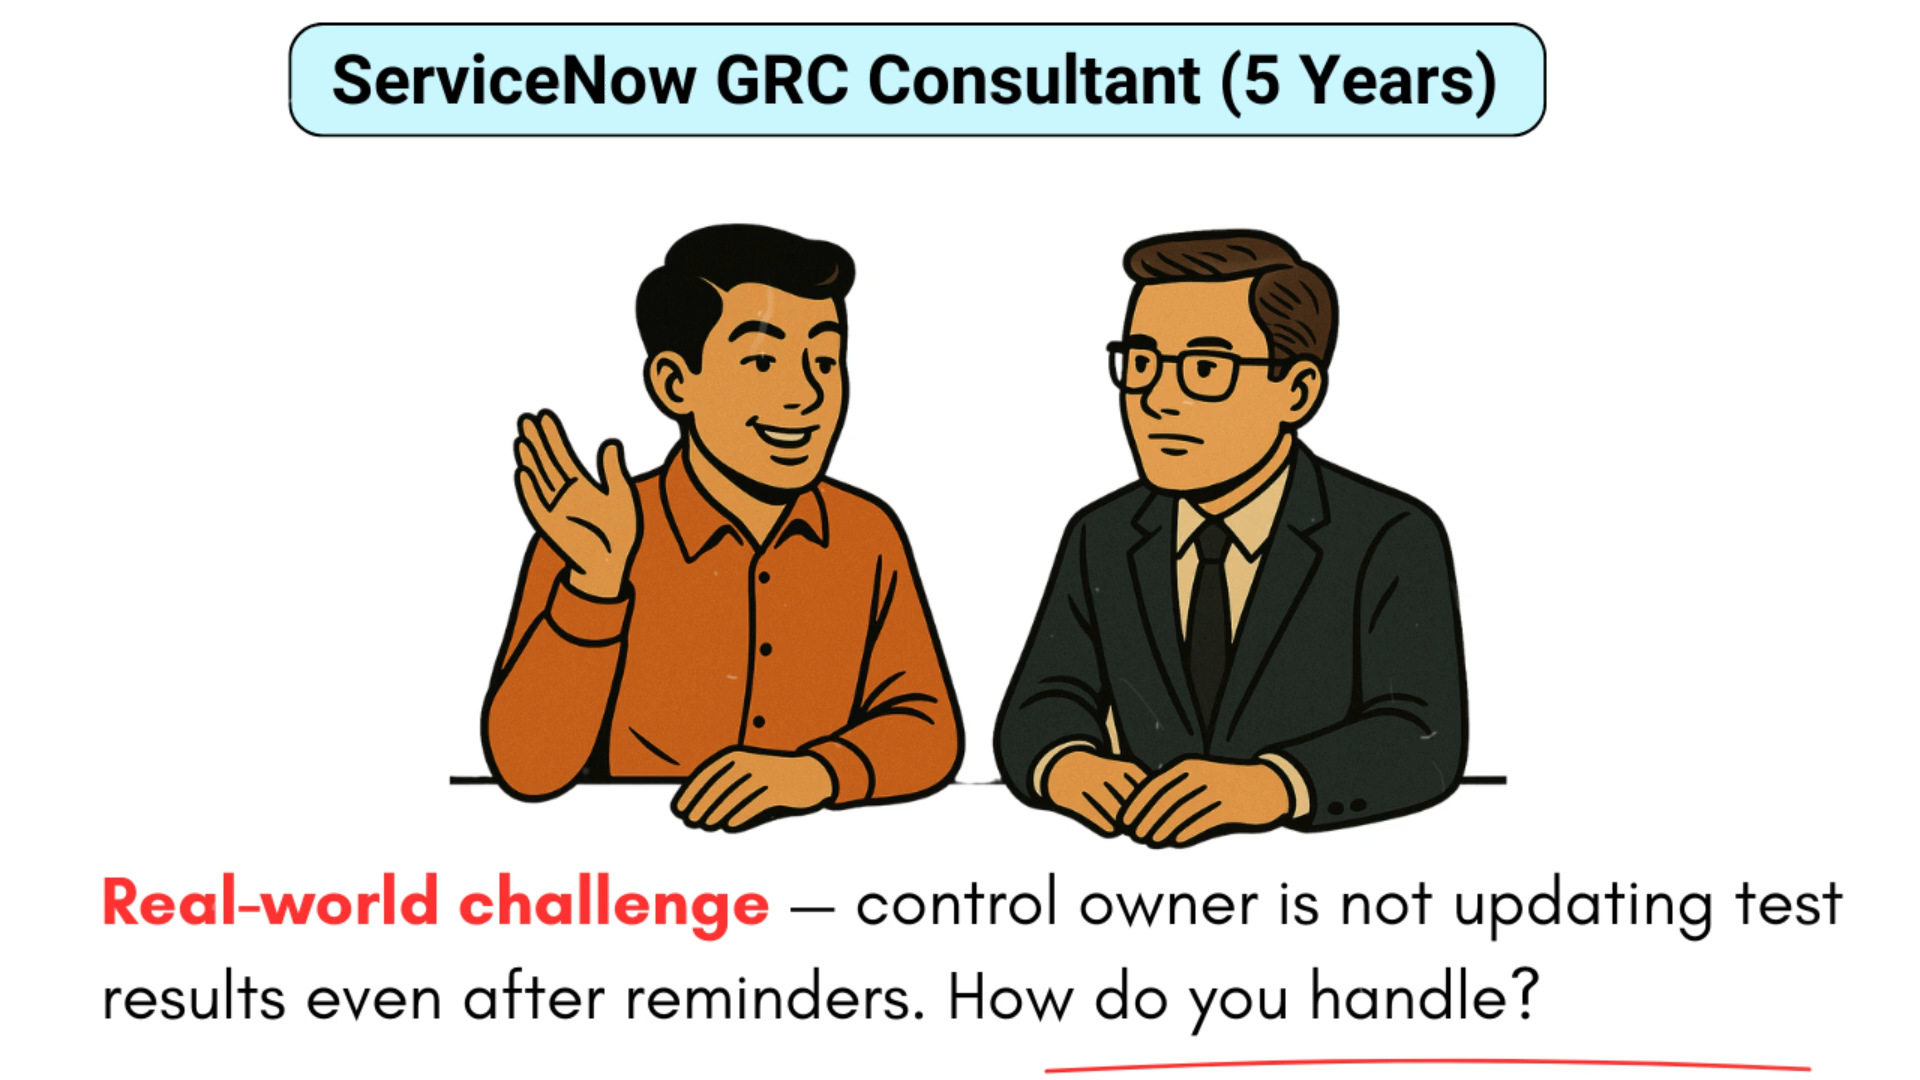 ServiceNow GRC Consultant (5 Years)
Real-world challenge — control owner is not updating test
results even after reminders. How do you handle?